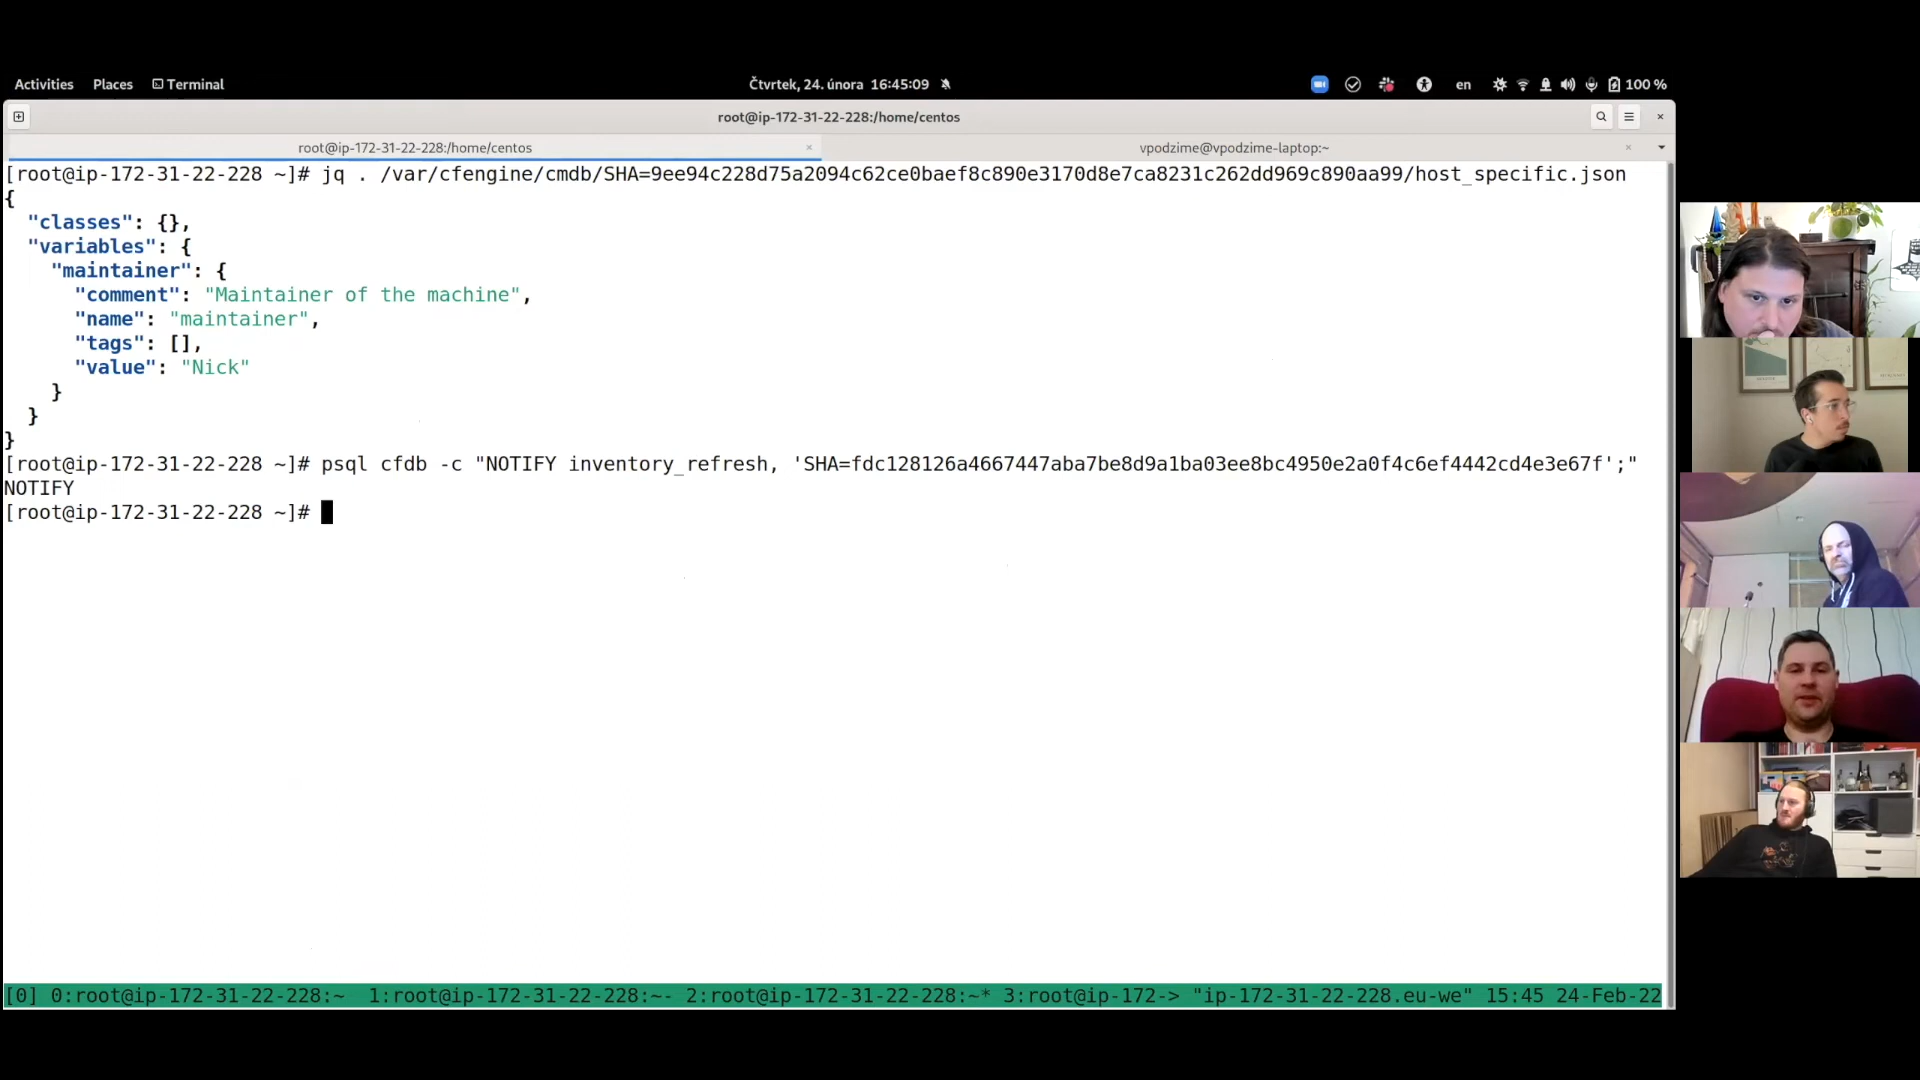 Activities Places Terminal Čtvrtek, 24. února 16:45:09 en 100 %
root@ip-172-31-22-228:/home/centos
root@ip-172-31-22-228:/home/centos vpodzime@vpodzime-laptop:~
[root@ip-172-31-22-228 ~]# jq . /var/cfengine/cmdb/SHA=9ee94c228d75a2094c62ce0baef8c890e3170d8e7ca8231c262dd969c890aa99/host_specific.json
{
  "classes": {},
  "variables": {
    "maintainer": {
      "comment": "Maintainer of the machine",
      "name": "maintainer",
      "tags": [],
      "value": "Nick"
    }
  }
}
[root@ip-172-31-22-228 ~]# psql cfdb -c "NOTIFY inventory_refresh, 'SHA=fdc128126a4667447aba7be8d9a1ba03ee8bc4950e2a0f4c6ef4442cd4e3e67f';"
NOTIFY
[root@ip-172-31-22-228 ~]#
[0] 0:root@ip-172-31-22-228:~  1:root@ip-172-31-22-228:~- 2:root@ip-172-31-22-228:~* 3:root@ip-172-> "ip-172-31-22-228.eu-we" 15:45 24-Feb-22